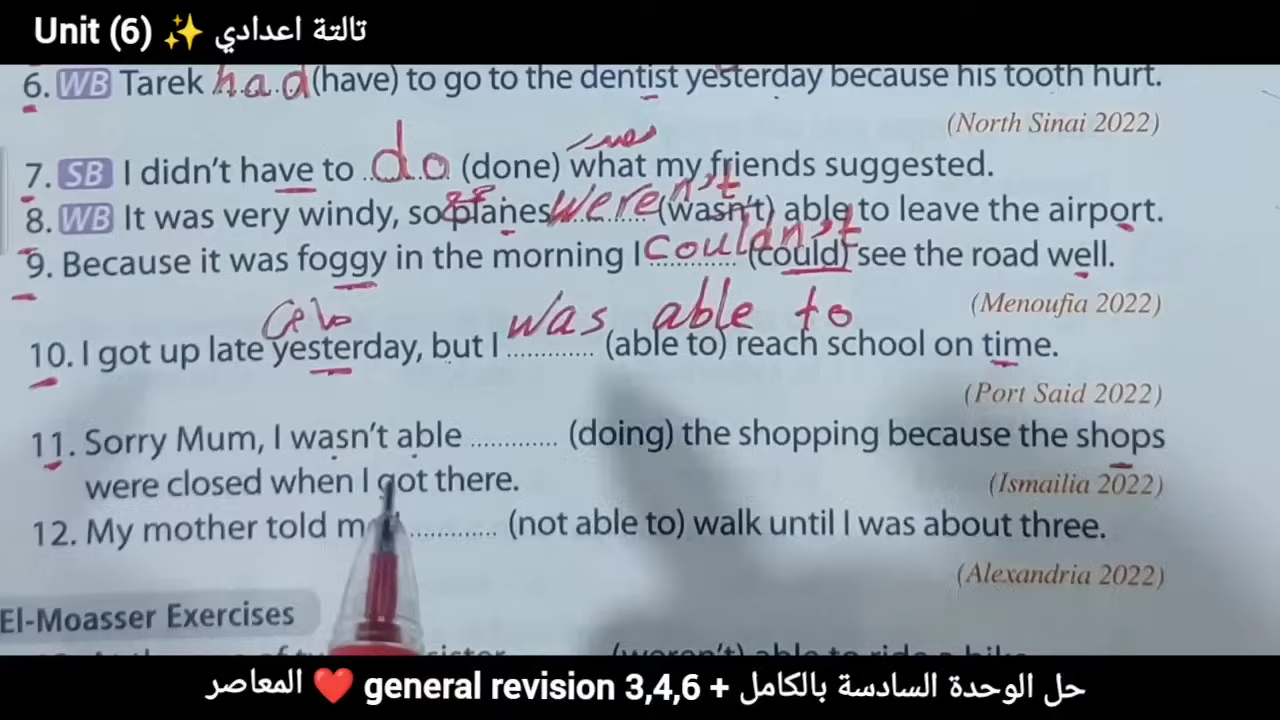 Unit (6) ✨ تالتة اعدادي
6. WB Tarek had (have) to go to the dentist yesterday because his tooth hurt.
(North Sinai 2022)
7. SB I didn't have to do (done) what my friends suggested.
8. WB It was very windy, so planes weren't (wasn't) able to leave the airport.
9. Because it was foggy in the morning I couldn't (could) see the road well.
(Menoufia 2022)
10. I got up late yesterday, but I was able to (able to) reach school on time.
(Port Said 2022)
11. Sorry Mum, I wasn't able ............ (doing) the shopping because the shops
were closed when I got there.
(Ismailia 2022)
12. My mother told ............ (not able to) walk until I was about three.
(Alexandria 2022)
El-Moasser Exercises
(weren't) able to ride a bike
حل الوحدة السادسة بالكامل + general revision 3,4,6 ❤️ المعاصر